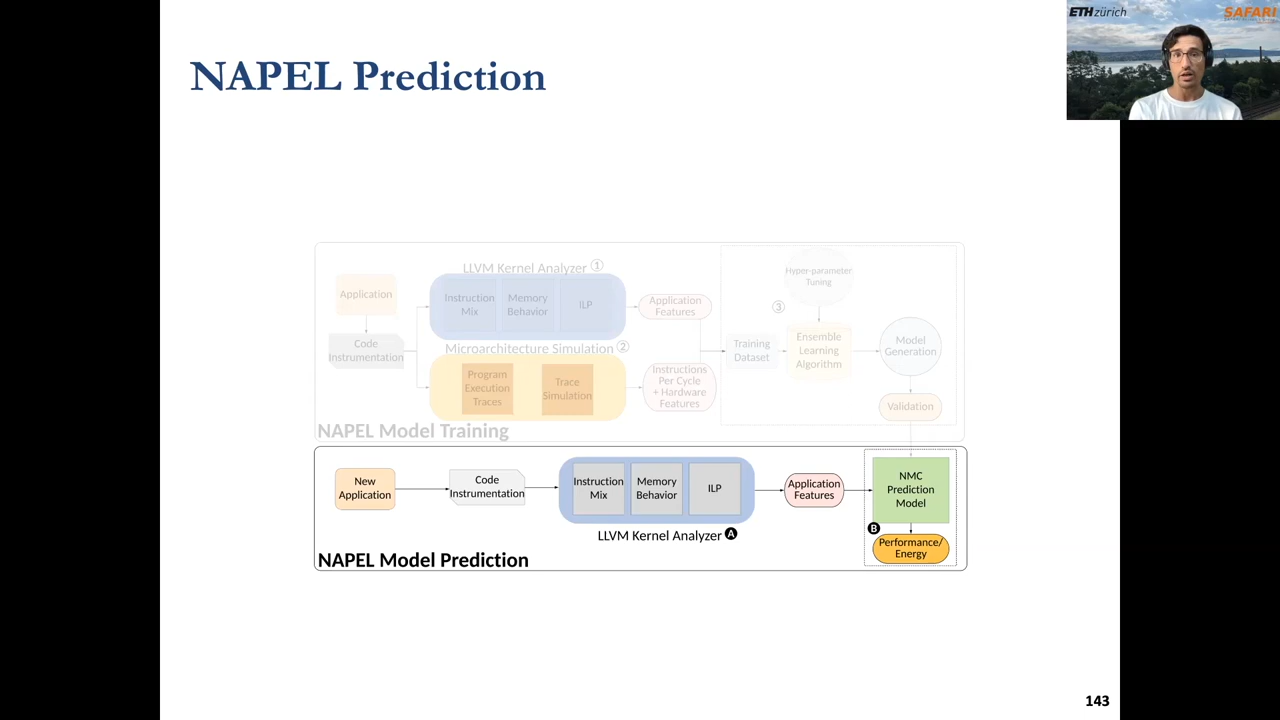 ETHzürich
SAFARI
NAPEL Prediction
LLVM Kernel Analyzer ①
Application
Code
Instrumentation
Instruction
Mix
Memory
Behavior
ILP
Application
Features
Microarchitecture Simulation ②
Program
Execution
Traces
Trace
Simulation
Instructions
Per Cycle
+ Hardware
Features
Hyper-parameter
Tuning
③
Training
Dataset
Ensemble
Learning
Algorithm
Model
Generation
Validation
NAPEL Model Training
New
Application
Code
Instrumentation
Instruction
Mix
Memory
Behavior
ILP
LLVM Kernel Analyzer A
Application
Features
NMC
Prediction
Model
B
Performance/
Energy
NAPEL Model Prediction
143